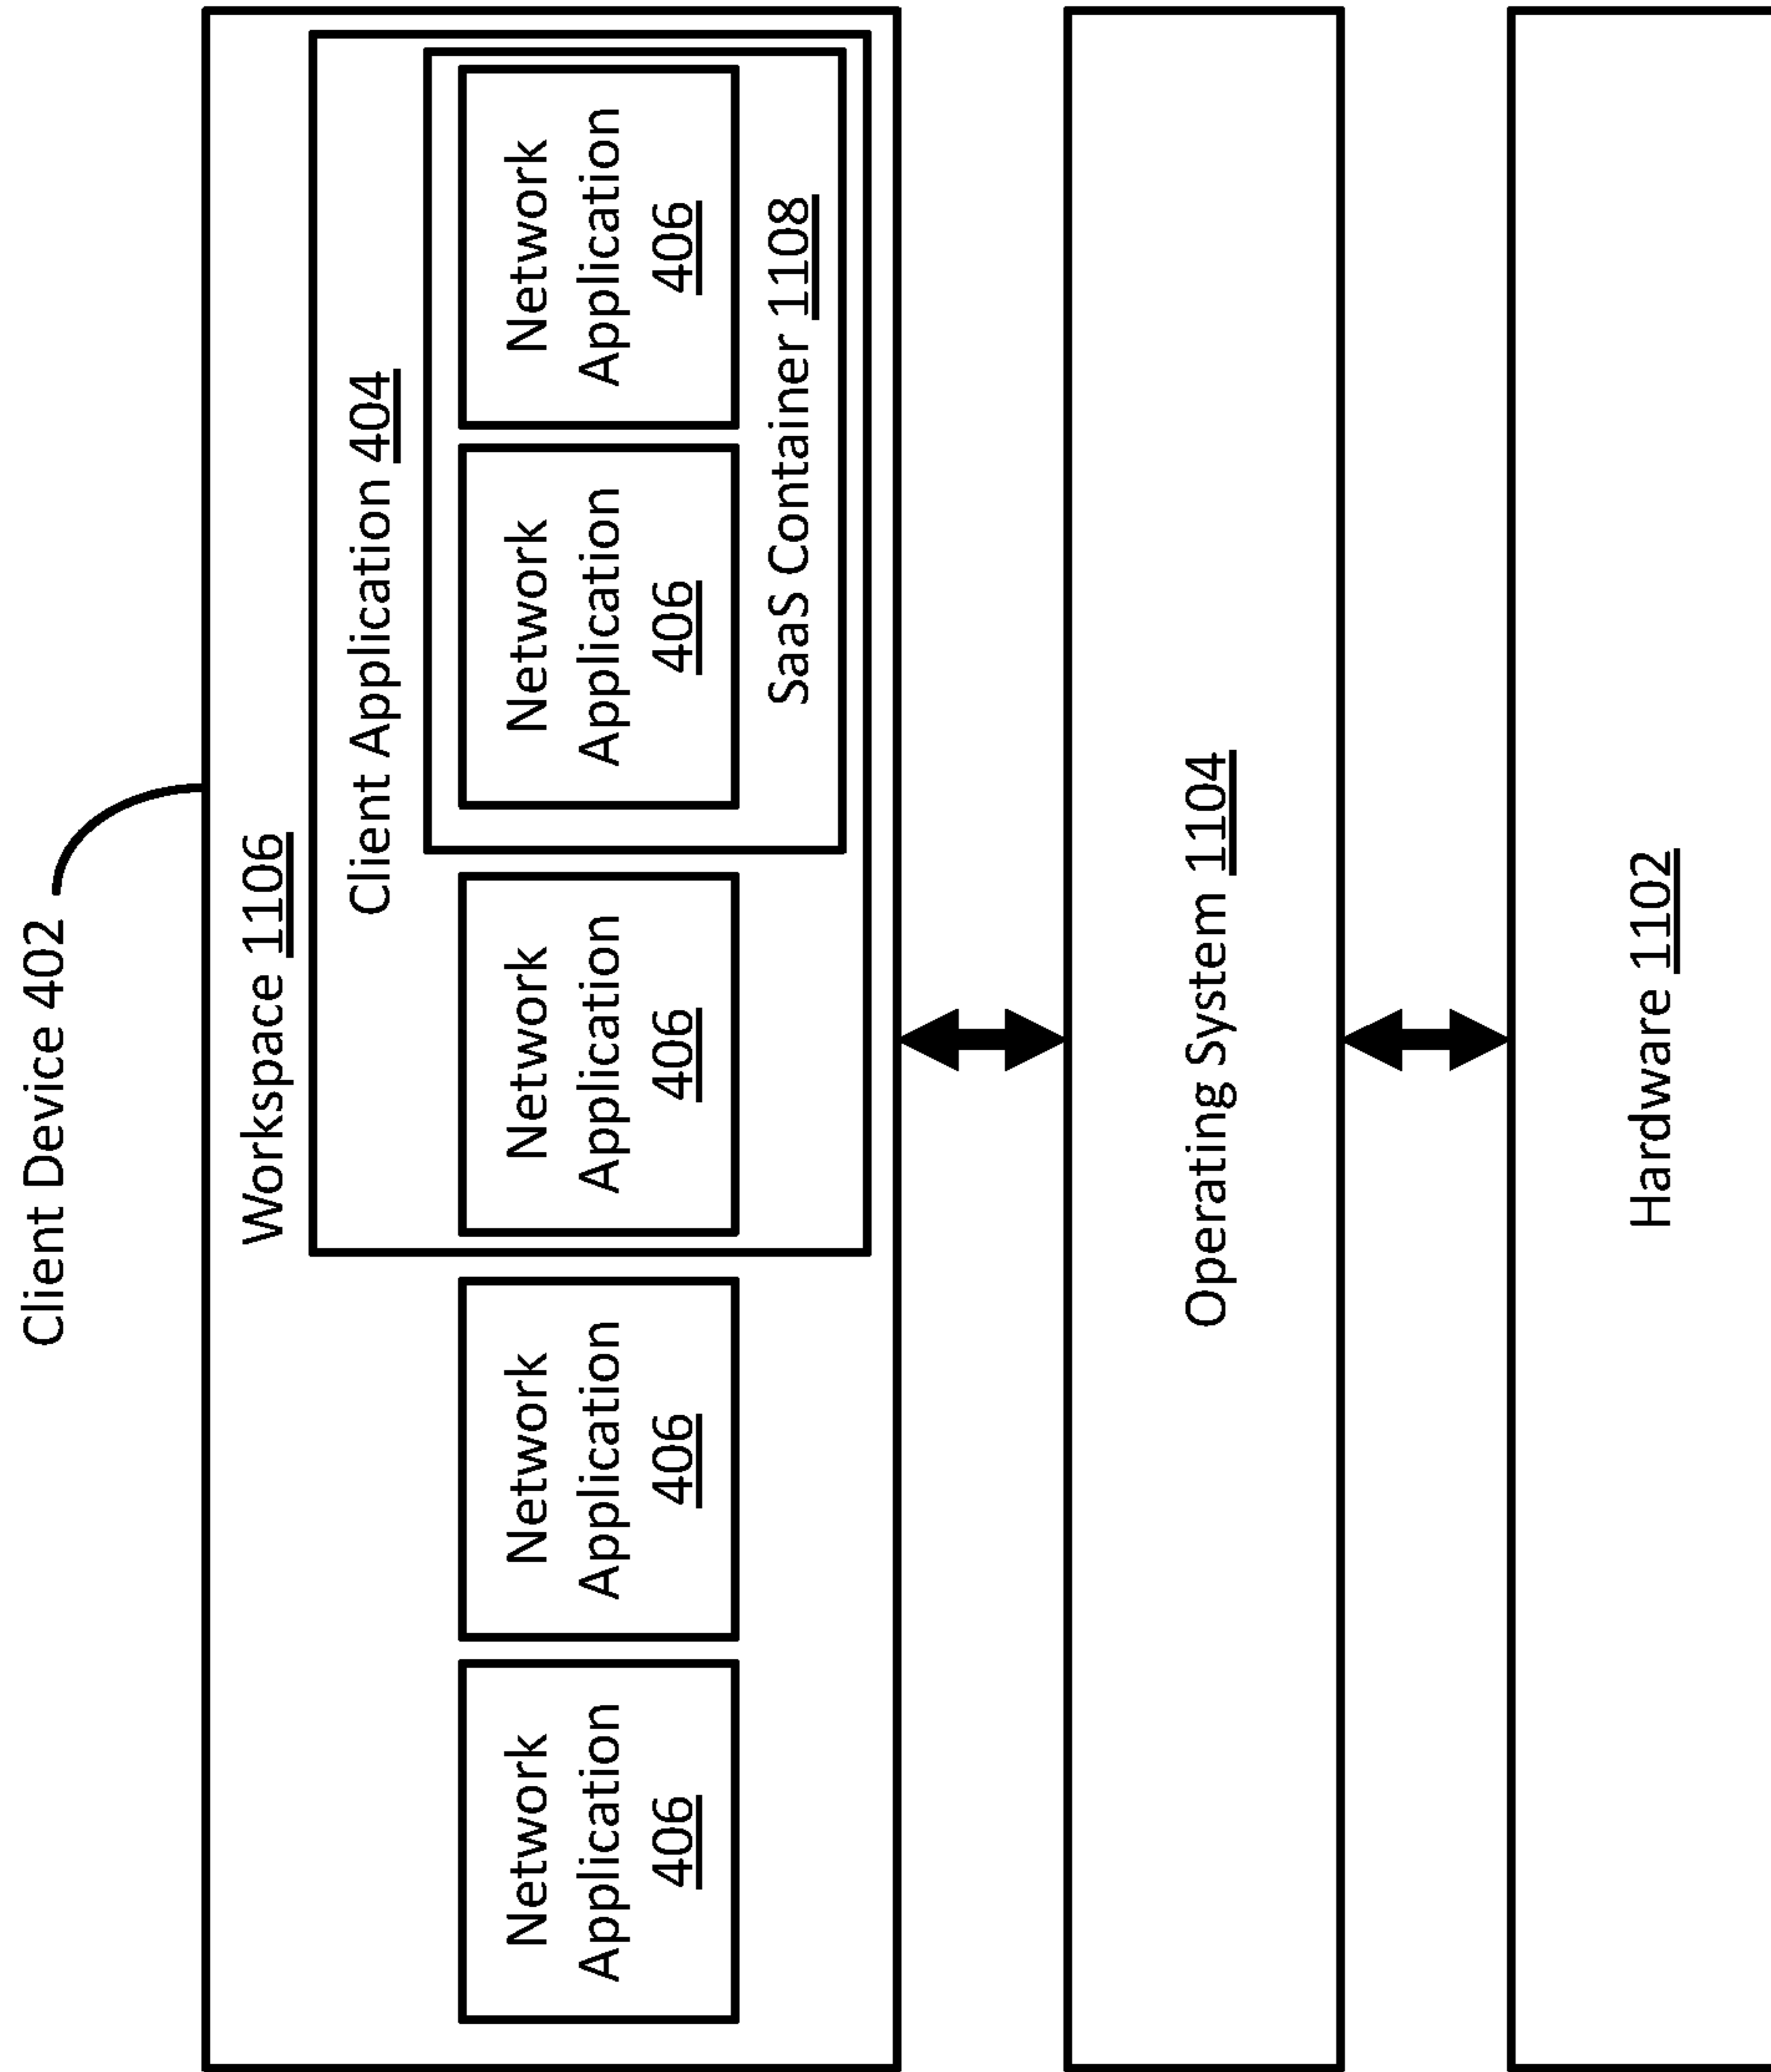 Client Device 402
Workspace 1106
Client Application 404
Network
Application
406
Network
Application
406
Network
Application
406
Network
Application
406
Network
Application
406
SaaS Container 1108
Operating System 1104
Hardware 1102